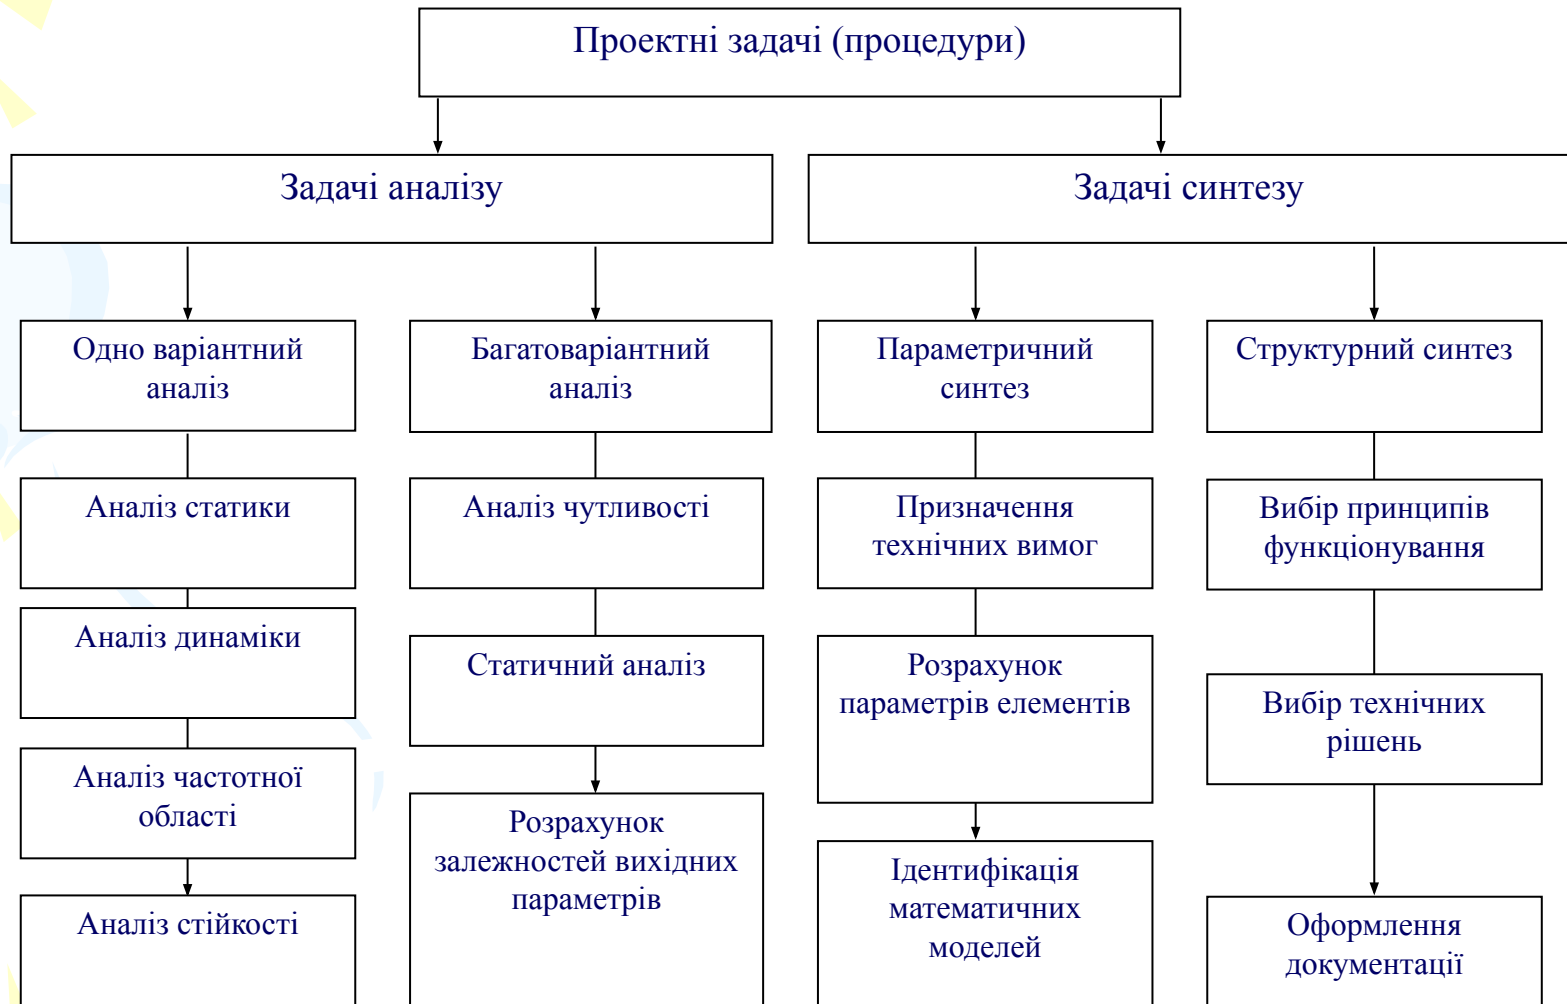 Проектні задачі (процедури)
Задачі аналізу
Задачі синтезу
Одно варіантний
аналіз
Багатоваріантний
аналіз
Параметричний
синтез
Структурний синтез
Аналіз статики
Аналіз чутливості
Призначення
технічних вимог
Вибір принципів
функціонування
Аналіз динаміки
Статичний аналіз
Розрахунок
параметрів елементів
Вибір технічних
рішень
Аналіз частотної
області
Розрахунок
залежностей вихідних
параметрів
Ідентифікація
математичних
моделей
Аналіз стійкості
Оформлення
документації